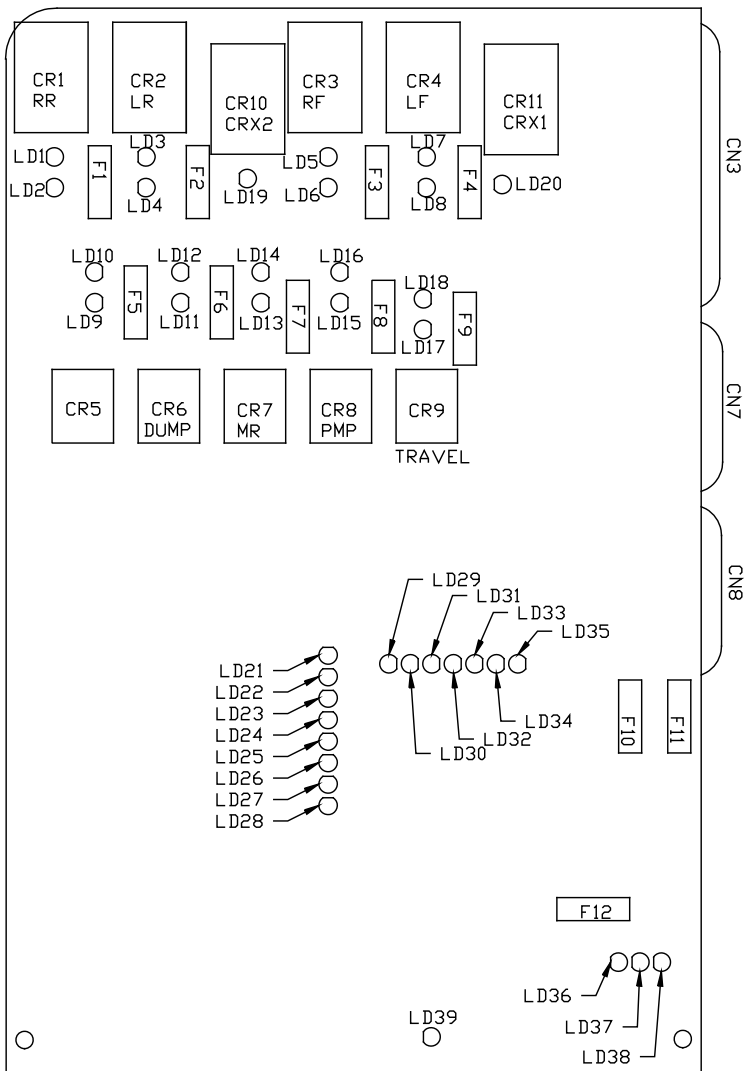 CR1
RR
CR2
LR
CR10
CRX2
CR3
RF
CR4
LF
CR11
CRX1
CN3
LD1
LD2
F1
LD3
LD4
F2
LD19
LD5
LD6
F3
LD7
LD8
F4
LD20
LD10
LD9
F5
LD12
LD11
F6
LD14
LD13
F7
LD16
LD15
F8
LD18
LD17
F9
CN7
CR5
CR6
DUMP
CR7
MR
CR8
PMP
CR9
TRAVEL
CN8
LD29
LD31
LD33
LD35
LD21
LD22
LD23
LD24
LD25
LD26
LD27
LD28
LD34
LD32
LD30
F10
F11
F12
LD36
LD37
LD38
LD39